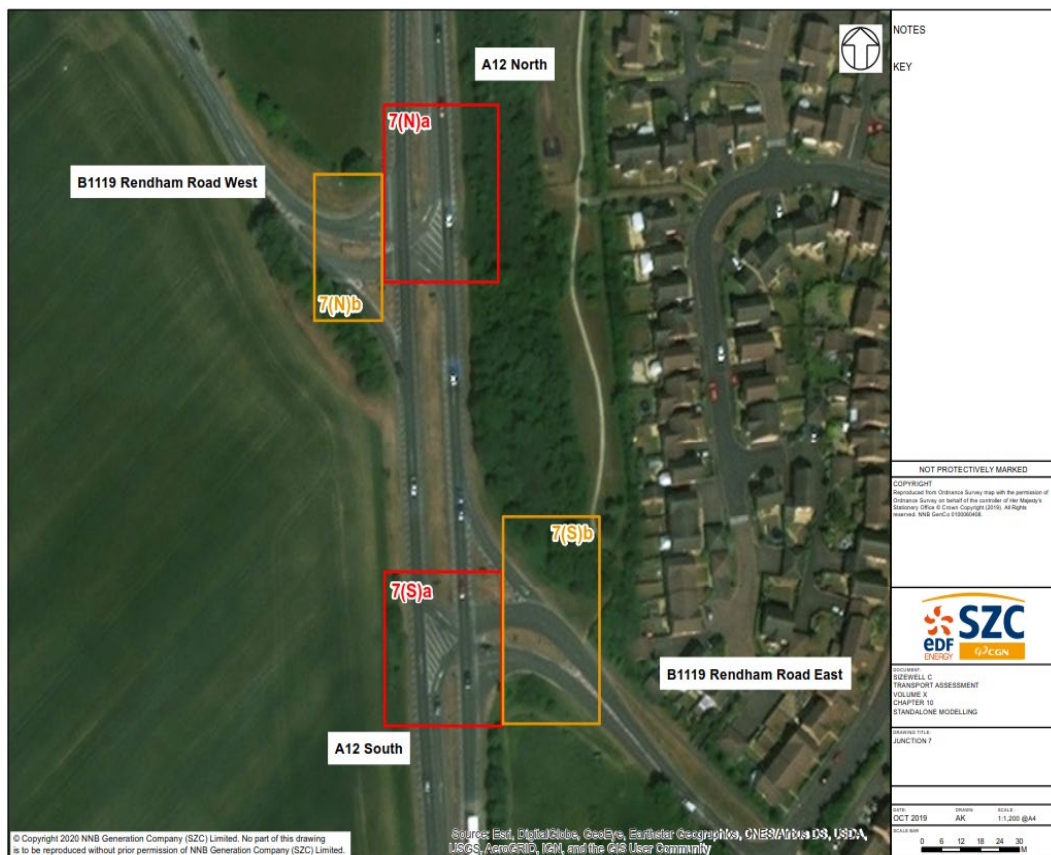 A12 North
7(N)a
B1119 Rendham Road West
7(N)b
7(S)b
7(S)a
B1119 Rendham Road East
A12 South
© Copyright 2020 NNB Generation Company (SZC) Limited. No part of this drawing
is to be reproduced without prior permission of NNB Generation Company (SZC) Limited.
Source: Esri, DigitalGlobe, GeoEye, Earthstar Geographics, CNES/Airbus DS, USDA,
USGS, AeroGRID, IGN, and the GIS User Community
NOTES
KEY
NOT PROTECTIVELY MARKED
COPYRIGHT
Reproduced from Ordnance Survey map with the permission of
Ordnance Survey on behalf of the controller of Her Majesty's
Stationery Office © Crown Copyright (2019). All Rights
reserved. NNB GenCo
edf
ENERGY
SZC
CGN
DOCUMENT:
SIZEWELL C
TRANSPORT ASSESSMENT
VOLUME X
CHAPTER 10
STANDALONE MODELLING
DRAWING TITLE:
JUNCTION 7
DATE: DRAWN: SCALE:
OCT 2019 AK 1:1,200 @A4
SCALE BAR
0 6 12 18 24 30
M